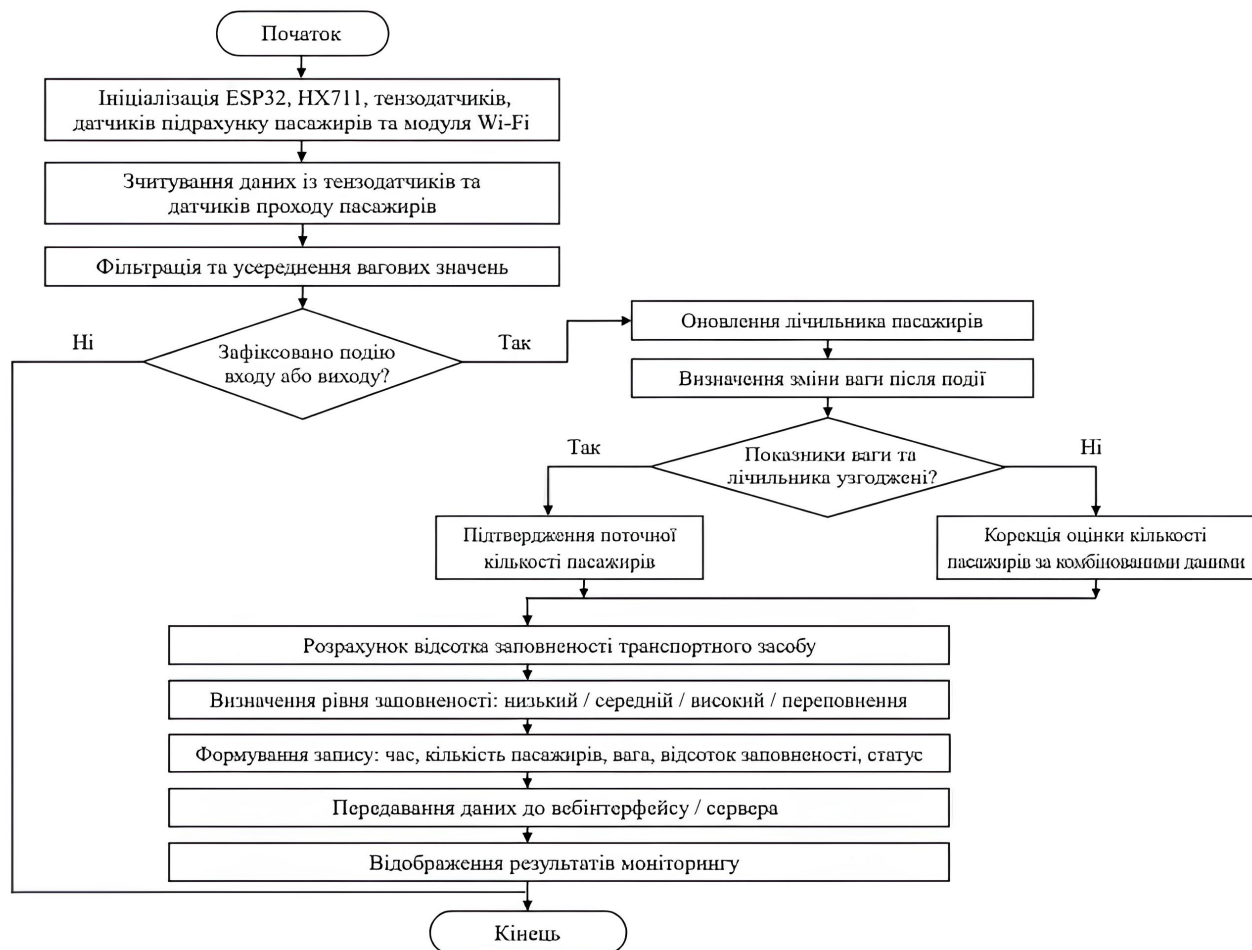 Початок
Ініціалізація ESP32, HX711, тензодатчиків,
датчиків підрахунку пасажирів та модуля Wi-Fi
Зчитування даних із тензодатчиків та
датчиків проходу пасажирів
Фільтрація та усереднення вагових значень
Ні
Зафіксовано подію
входу або виходу?
Так
Оновлення лічильника пасажирів
Визначення зміни ваги після події
Так
Показники ваги та
лічильника узгоджені?
Ні
Підтвердження поточної
кількості пасажирів
Корекція оцінки кількості
пасажирів за комбінованими даними
Розрахунок відсотка заповненості транспортного засобу
Визначення рівня заповненості: низький / середній / високий / переповнення
Формування запису: час, кількість пасажирів, вага, відсоток заповненості, статус
Передавання даних до вебінтерфейсу / сервера
Відображення результатів моніторингу
Кінець